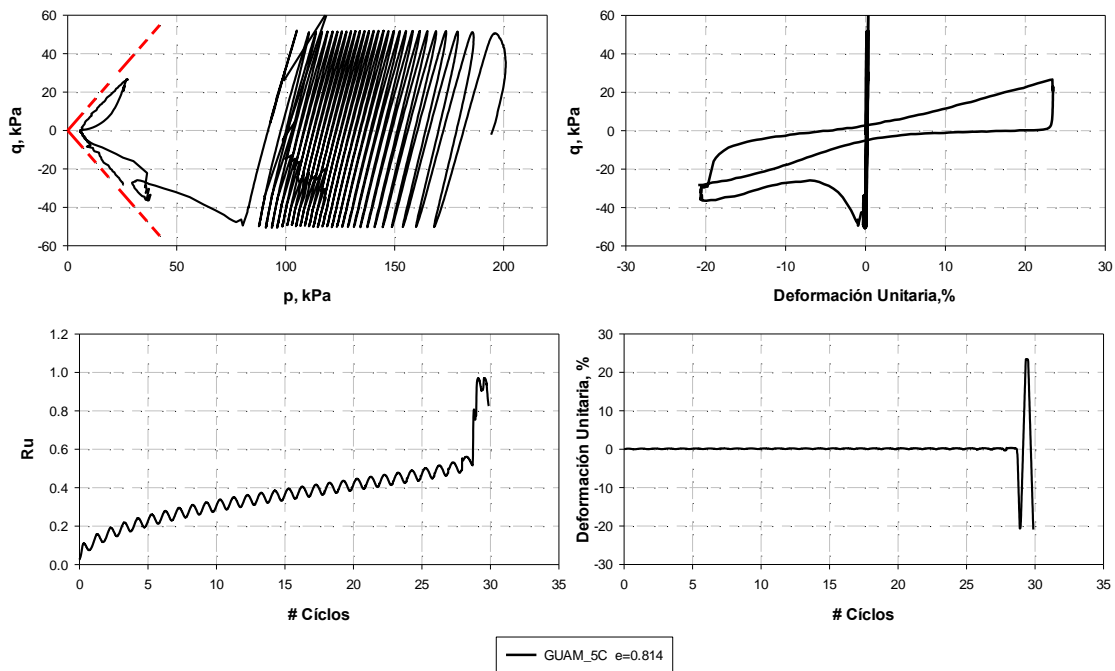 60
40
20
0
-20
-40
-60
q, kPa
0 50 100 150 200
p, kPa
60
40
20
0
-20
-40
-60
q, kPa
-30 -20 -10 0 10 20 30
Deformación Unitaria,%
1.2
1.0
0.8
0.6
0.4
0.2
0.0
Ru
0 5 10 15 20 25 30 35
# Cíclos
30
20
10
0
-10
-20
-30
Deformación Unitaria, %
0 5 10 15 20 25 30 35
# Cíclos
GUAM_5C e=0.814